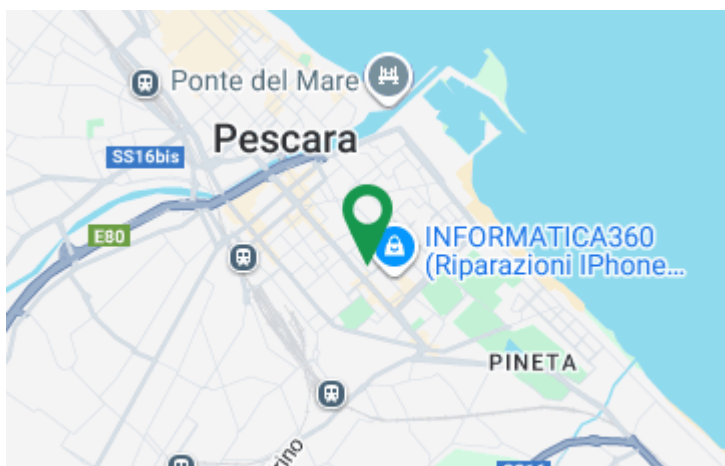 Ponte del Mare
Pescara
SS16bis
E80
INFORMATICA360
(Riparazioni IPhone...
PINETA